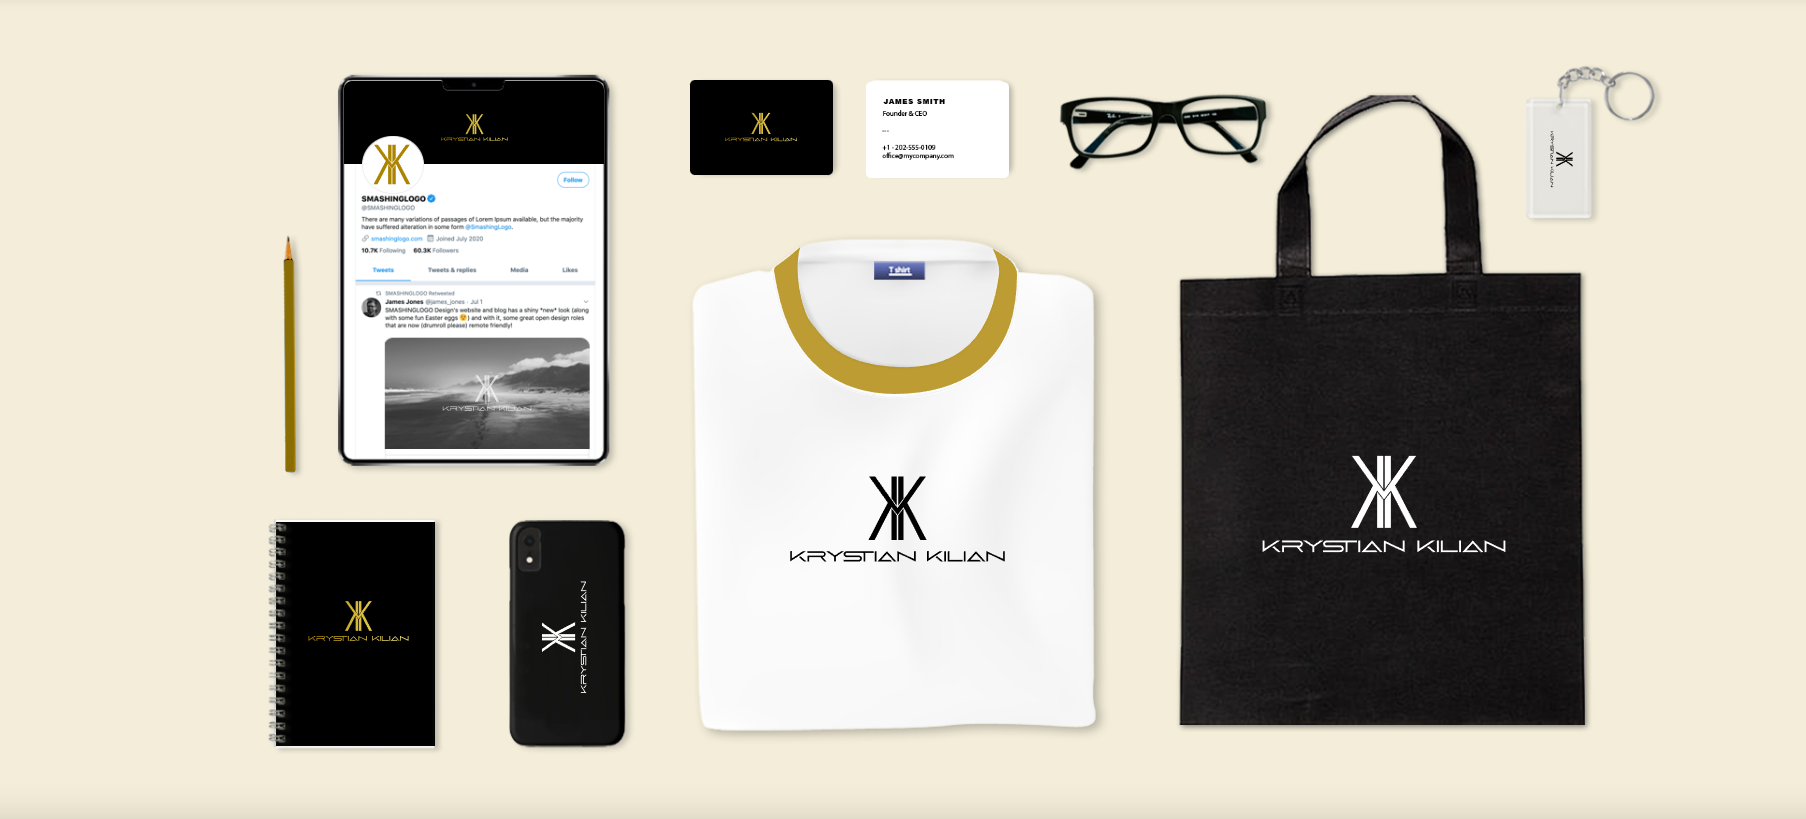 KRYSTIAN KILIAN
SMASHINGLOGO
@SMASHINGLOGO
Follow
There are many variations of passages of Lorem Ipsum available, but the majority
have suffered alteration in some form @SmashingLogo.
smashinglogo.com Joined July 2020
10.7K Following 60.3K Followers
Tweets Tweets & replies Media Likes
SMASHINGLOGO Retweeted
James Jones @james_jones · Jul 1
SMASHINGLOGO Design's website and blog has a shiny *new* look (along
with some fun Easter eggs 😚) and with it, some great open design roles
that are now (drumroll please) remote friendly!
KRYSTIAN KILIAN
KRYSTIAN KILIAN
JAMES SMITH
Founder & CEO
---
+1 - 202-555-0109
office@mycompany.com
KRYSTIAN KILIAN
T shirt
KRYSTIAN KILIAN
KRYSTIAN KILIAN
KRYSTIAN KILIAN
KRYSTIAN KILIAN